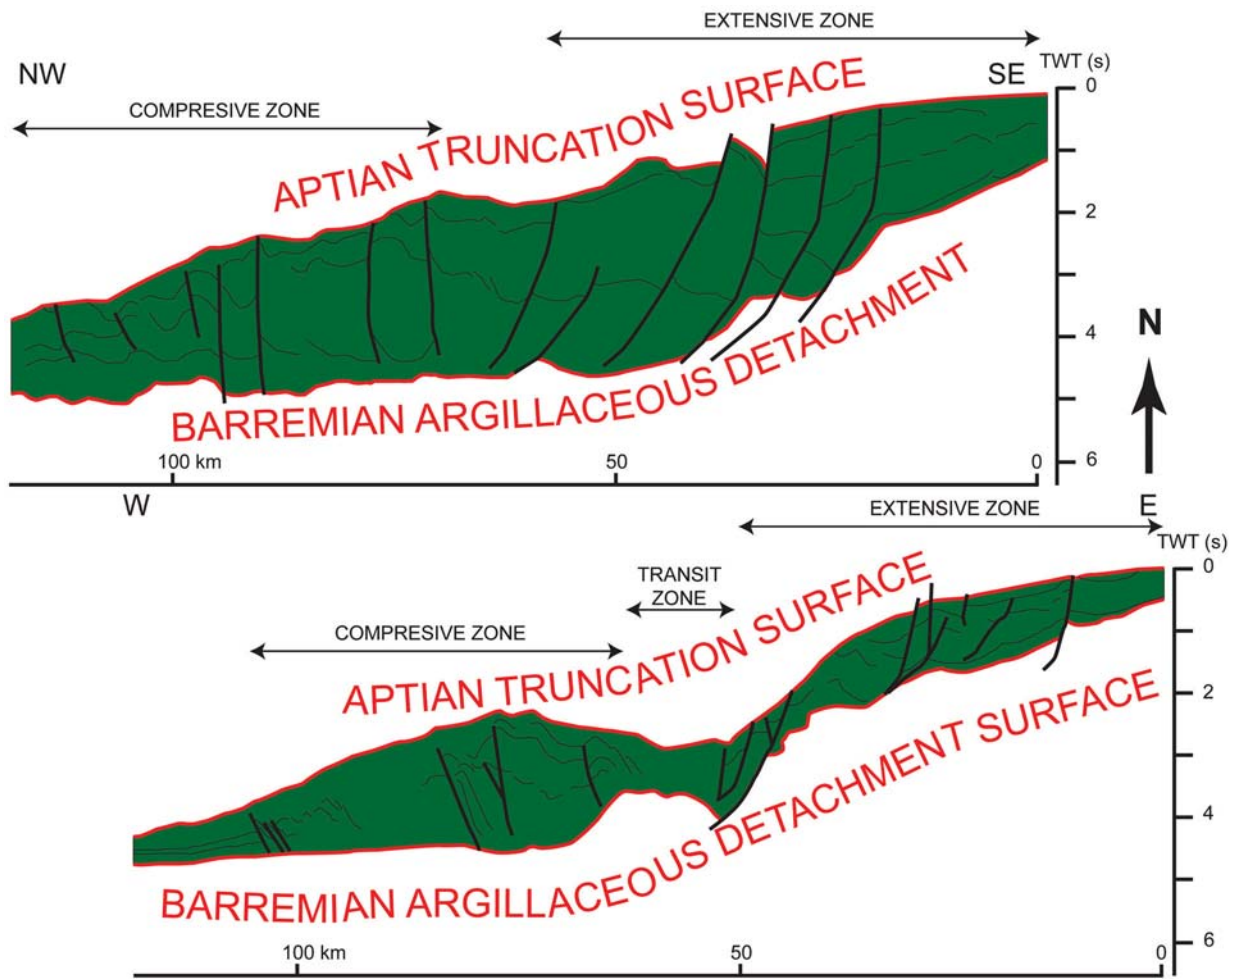 EXTENSIVE ZONE
NW
SE
TWT (s)
0
COMPRESIVE ZONE
APTIAN TRUNCATION SURFACE
2
4
N
BARREMIAN ARGILLACEOUS DETACHMENT
6
100 km
50
0
W
E
EXTENSIVE ZONE
TWT (s)
0
TRANSIT
ZONE
COMPRESIVE ZONE
APTIAN TRUNCATION SURFACE
2
4
BARREMIAN ARGILLACEOUS DETACHMENT SURFACE
6
100 km
50
0